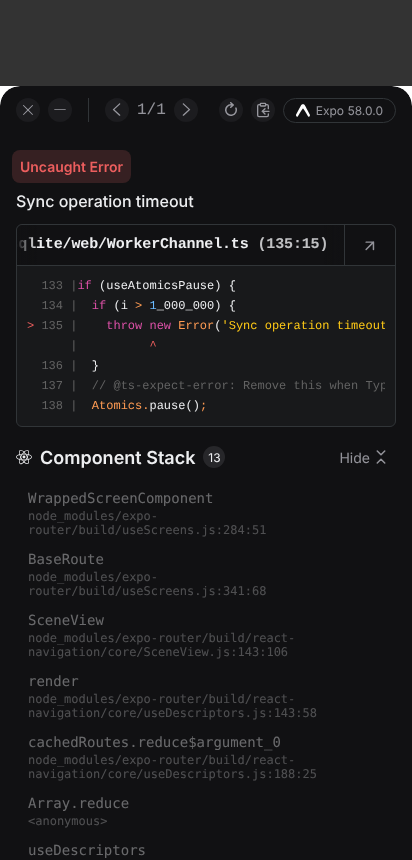 1/1
Expo 58.0.0
Uncaught Error
Sync operation timeout
qlite/web/WorkerChannel.ts (135:15)
133 |if (useAtomicsPause) {
134 |  if (i > 1_000_000) {
> 135 |    throw new Error('Sync operation timeout
|          ^
136 |  }
137 |  // @ts-expect-error: Remove this when Typ
138 |  Atomics.pause();
Component Stack 13 Hide
WrappedScreenComponent
node_modules/expo-
router/build/useScreens.js:284:51
BaseRoute
node_modules/expo-
router/build/useScreens.js:341:68
SceneView
node_modules/expo-router/build/react-
navigation/core/SceneView.js:143:106
render
node_modules/expo-router/build/react-
navigation/core/useDescriptors.js:143:58
cachedRoutes.reduce$argument_0
node_modules/expo-router/build/react-
navigation/core/useDescriptors.js:188:25
Array.reduce
<anonymous>
useDescriptors